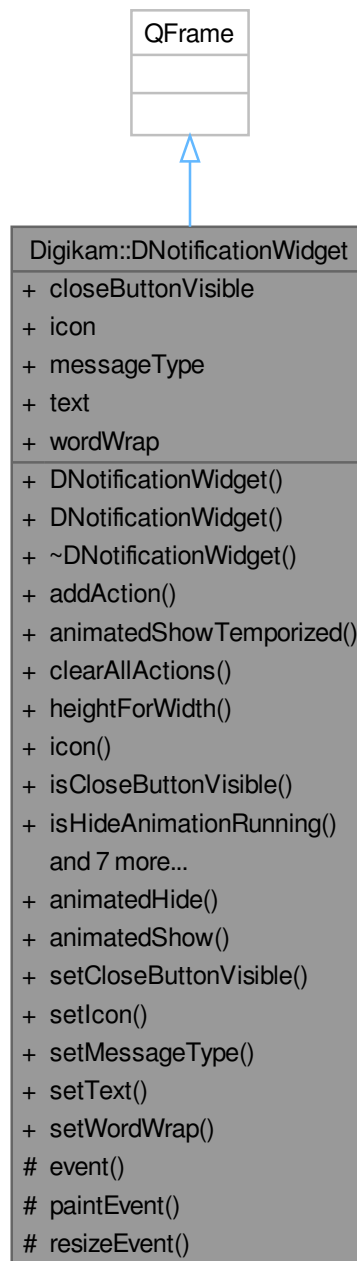 QFrame
Digikam::DNotificationWidget
+ closeButtonVisible
+ icon
+ messageType
+ text
+ wordWrap
+ DNotificationWidget()
+ DNotificationWidget()
+ ~DNotificationWidget()
+ addAction()
+ animatedShowTemporized()
+ clearAllActions()
+ heightForWidth()
+ icon()
+ isCloseButtonVisible()
+ isHideAnimationRunning()
and 7 more...
+ animatedHide()
+ animatedShow()
+ setCloseButtonVisible()
+ setIcon()
+ setMessageType()
+ setText()
+ setWordWrap()
# event()
# paintEvent()
# resizeEvent()